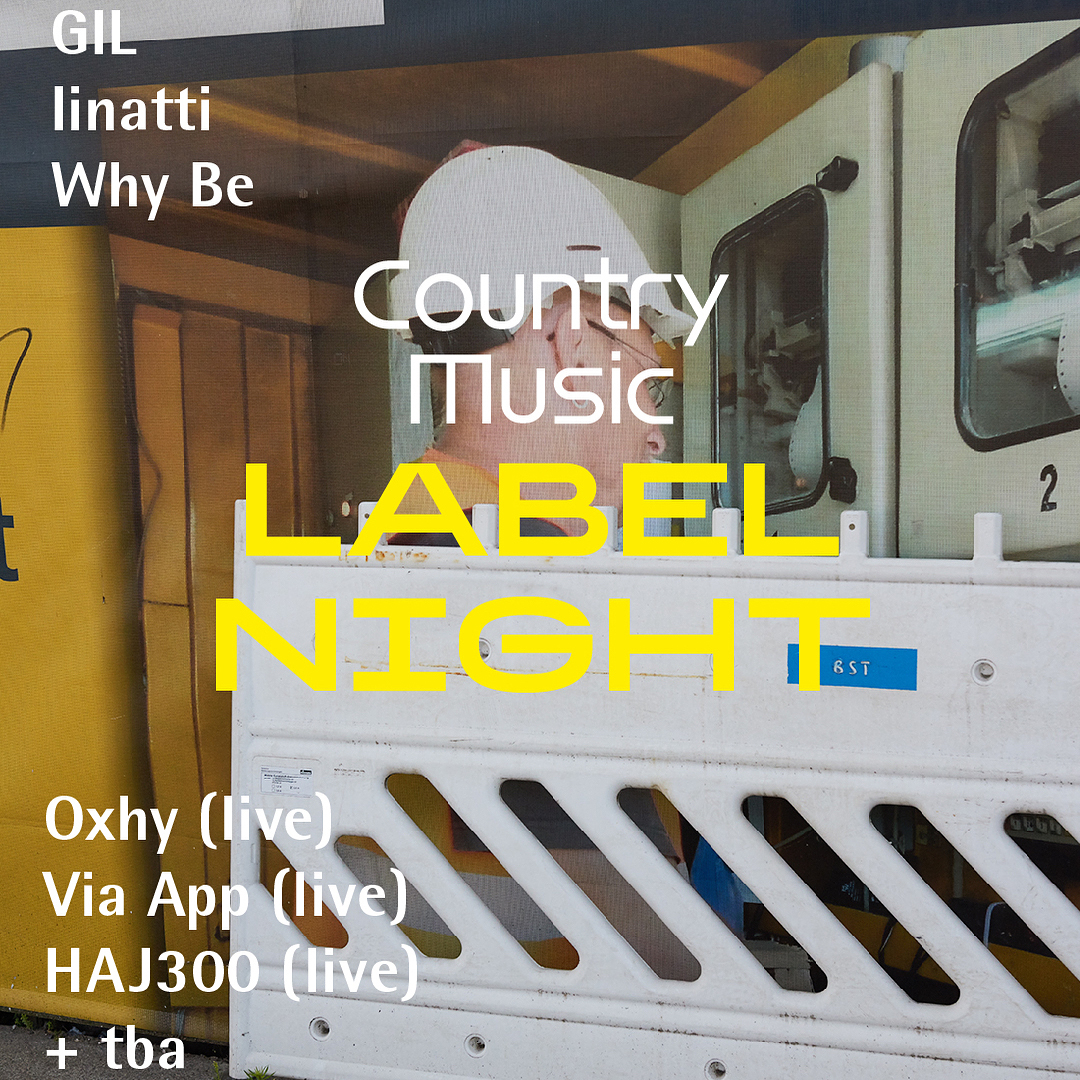 GIL
linatti
Why Be
Country
Music
LABEL
NIGHT
2
BST
Oxhy (live)
Via App (live)
HAJ300 (live)
+ tba